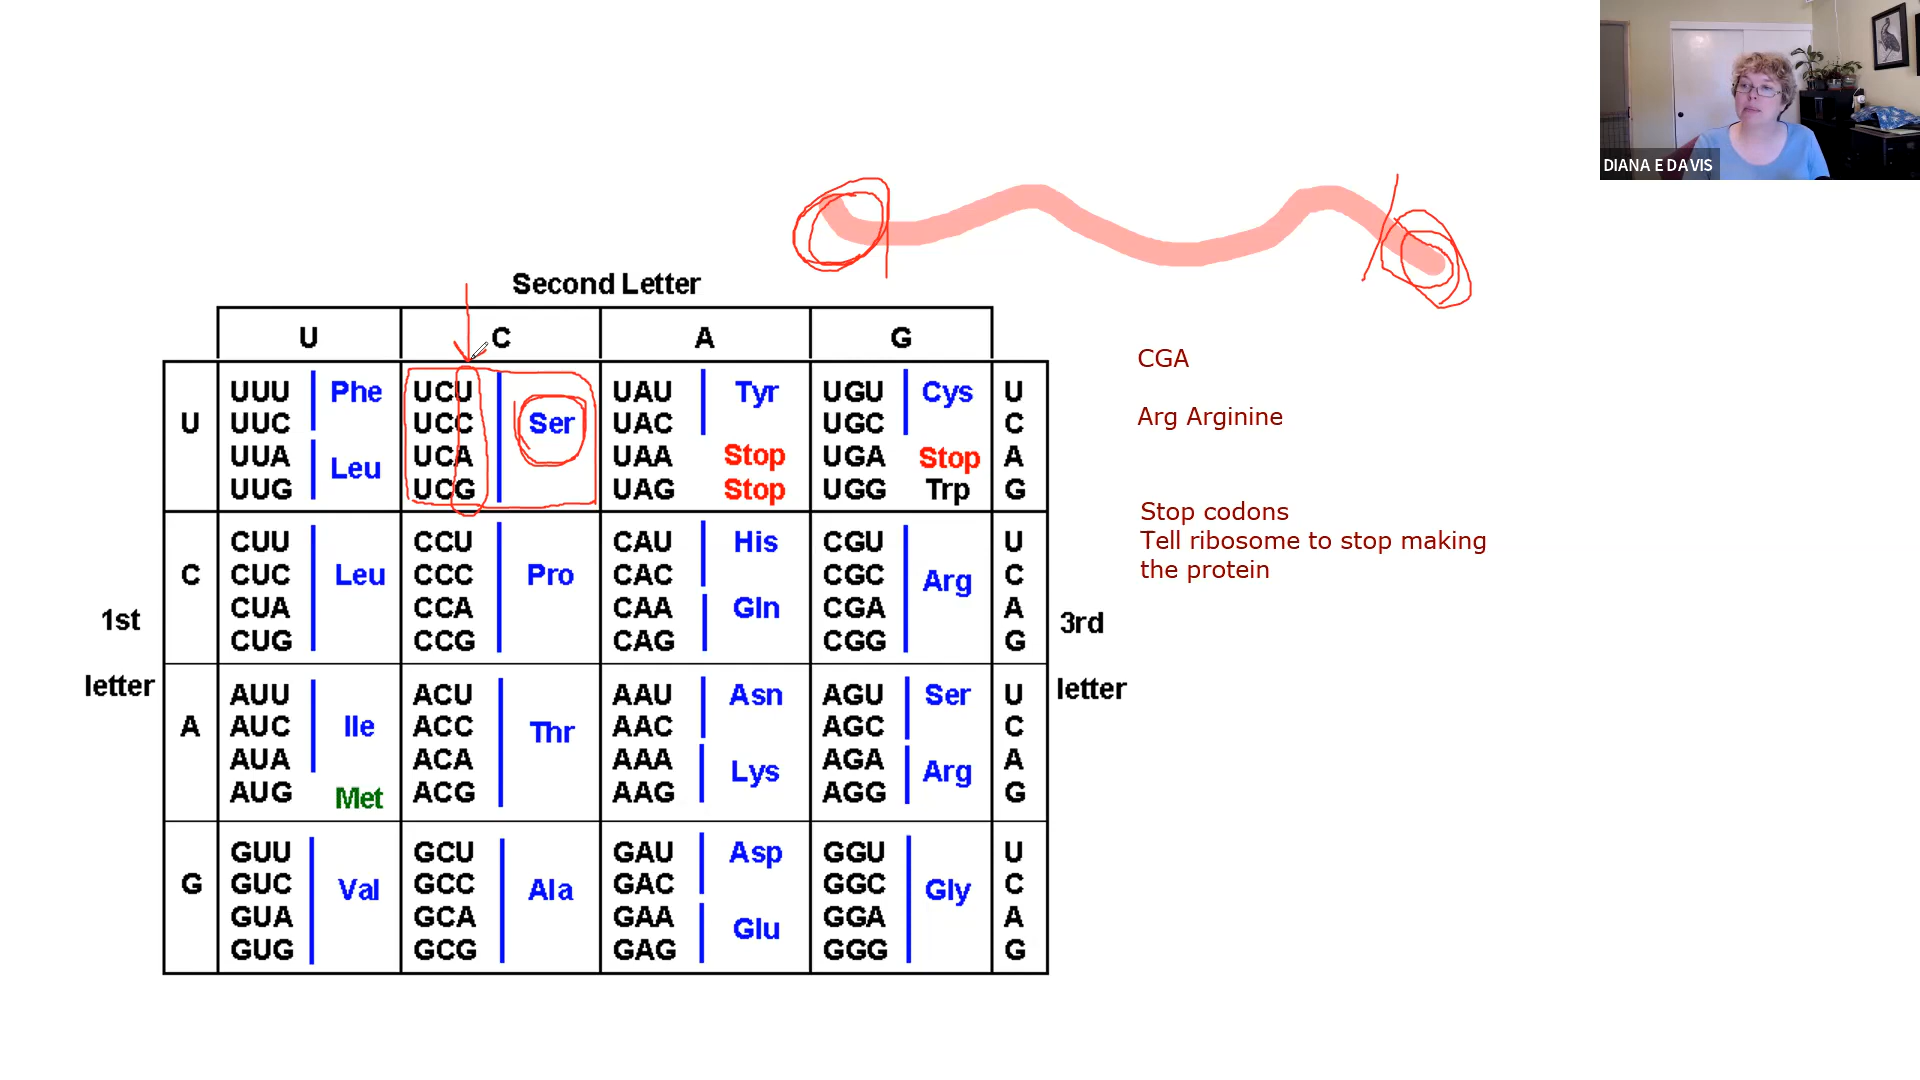 DIANA E DAVIS
Second Letter
U C A G
UUU Phe UCU UAU Tyr UGU Cys U
U UUC UCC Ser UAC UGC C
UUA Leu UCA UAA Stop UGA Stop A
UUG UCG UAG Stop UGG Trp G
CUU CCU CAU His CGU U
C CUC Leu CCC Pro CAC CGC Arg C
CUA CCA CAA Gln CGA A
CUG CCG CAG CGG G
1st 3rd
letter letter
AUU ACU AAU Asn AGU Ser U
A AUC Ile ACC Thr AAC AGC C
AUA ACA AAA Lys AGA Arg A
AUG Met ACG AAG AGG G
GUU GCU GAU Asp GGU U
G GUC Val GCC Ala GAC GGC Gly C
GUA GCA GAA Glu GGA A
GUG GCG GAG GGG G
CGA
Arg Arginine
Stop codons
Tell ribosome to stop making
the protein